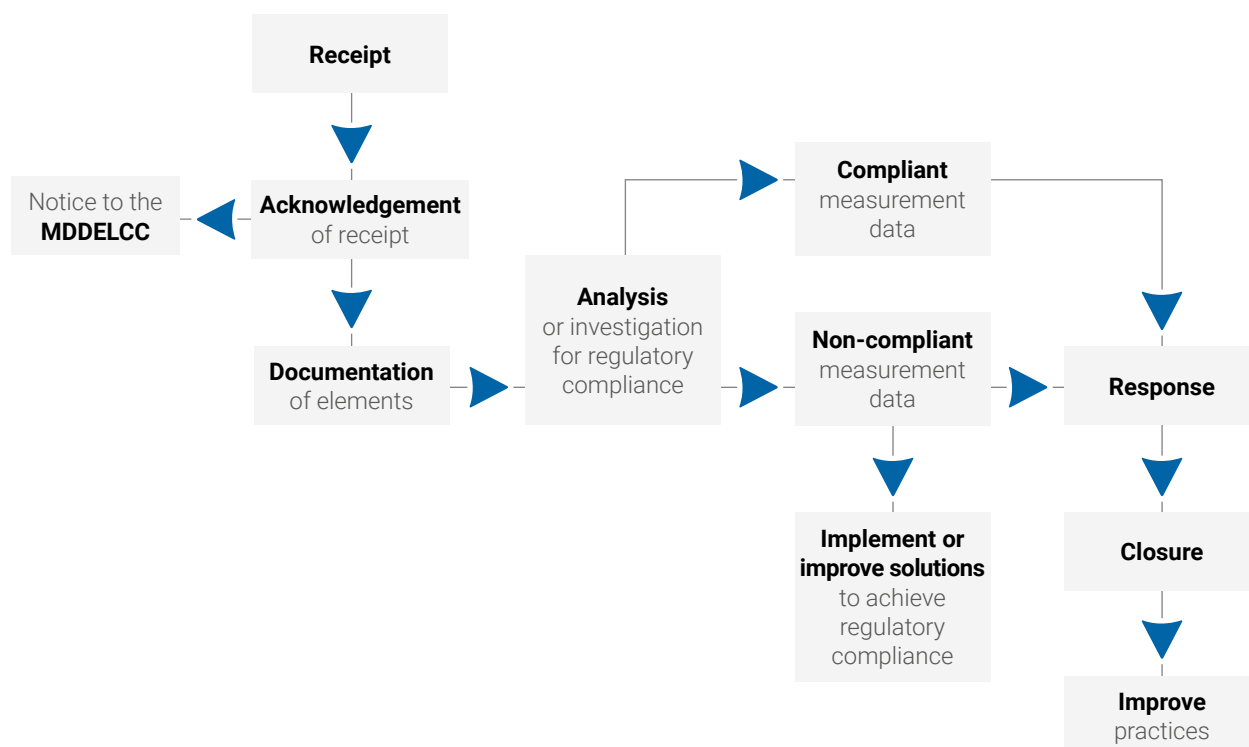 Receipt
Notice to the
MDDELCC
Acknowledgement
of receipt
Documentation
of elements
Analysis
or investigation
for regulatory
compliance
Compliant
measurement
data
Non-compliant
measurement
data
Implement or
improve solutions
to achieve
regulatory
compliance
Response
Closure
Improve
practices